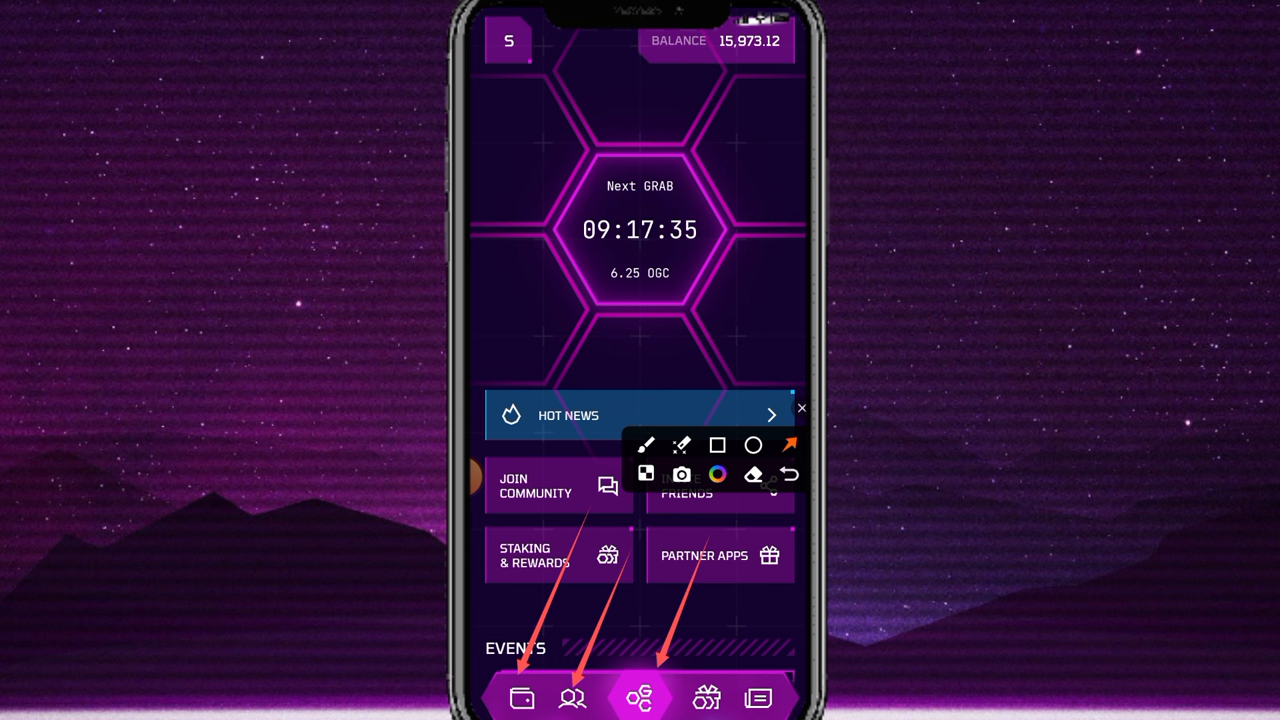 S
BALANCE 15,973.12
Next GRAB
09:17:35
6.25 OGC
HOT NEWS
JOIN
COMMUNITY
FRIENDS
STAKING
& REWARDS
PARTNER APPS
EVENTS